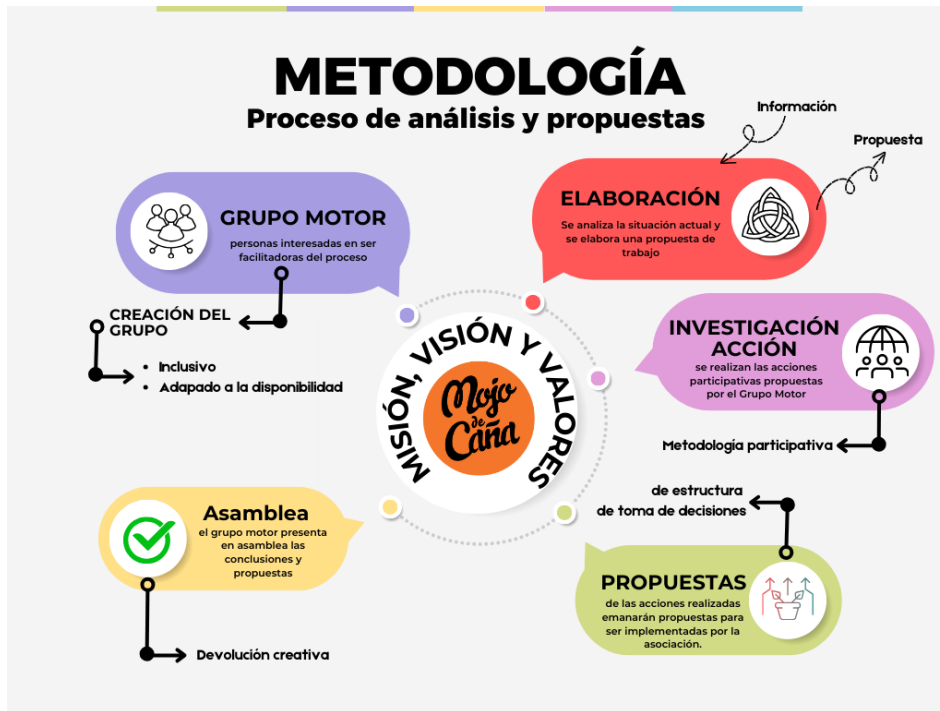 METODOLOGÍA
Proceso de análisis y propuestas
Información
Propuesta
GRUPO MOTOR
personas interesadas en ser
facilitadoras del proceso
CREACIÓN DEL
GRUPO
• Inclusivo
• Adapado a la disponibilidad
ELABORACIÓN
Se analiza la situación actual y
se elabora una propuesta de
trabajo
INVESTIGACIÓN
ACCIÓN
se realizan las acciones
participativas propuestas
por el Grupo Motor
Metodología participativa
MISIÓN, VISIÓN Y VALORES
Mojo
de
Caña
de estructura
de toma de decisiones
PROPUESTAS
de las acciones realizadas
emanarán propuestas para
ser implementadas por la
asociación.
Asamblea
el grupo motor presenta
en asamblea las
conclusiones y
propuestas
Devolución creativa